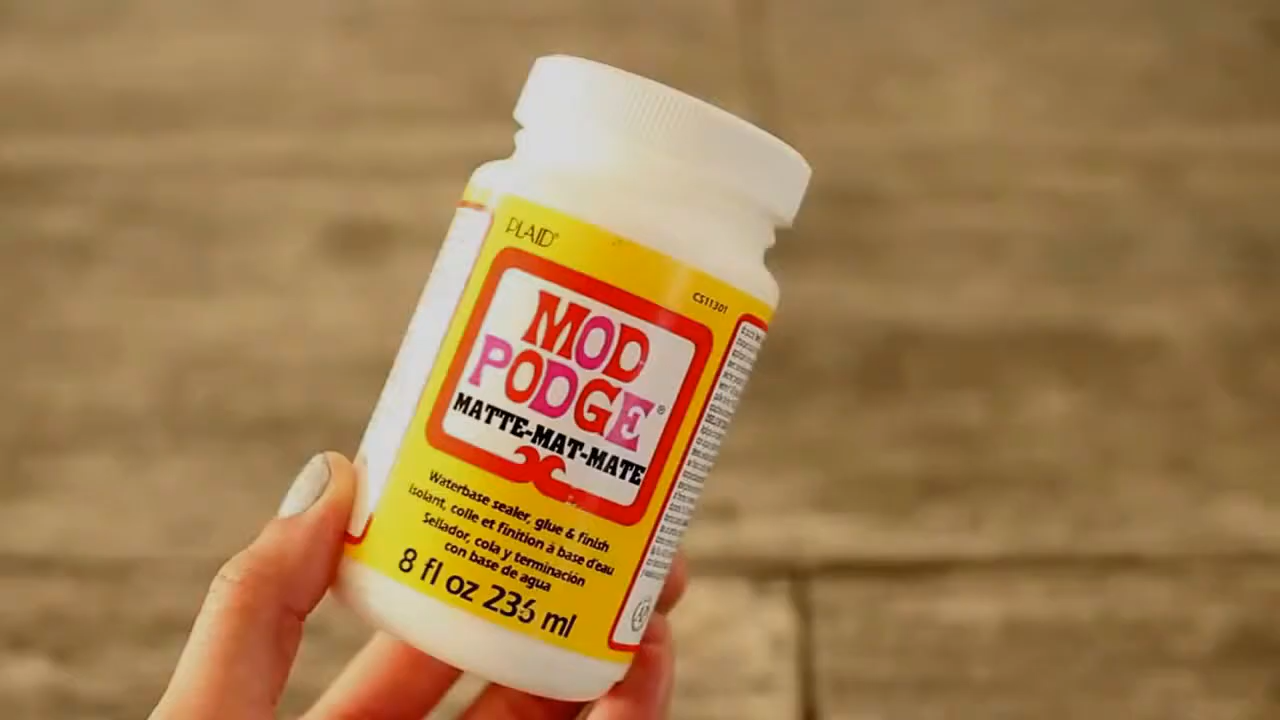 PLAID®
CS11301
MOD
PODGE®
MATTE-MAT-MATE
Waterbase sealer, glue & finish
Isolant, colle et finition à base d'eau
Sellador, cola y terminación
con base de agua
8 fl oz 236 ml